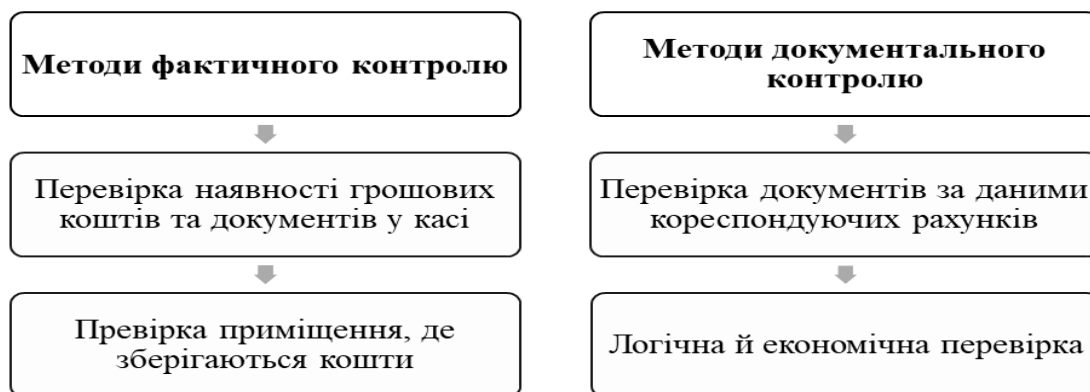 Методи фактичного контролю
Перевірка наявності грошових
коштів та документів у касі
Превірка приміщення, де
зберігаються кошти
Методи документального
контролю
Перевірка документів за даними
кореспондуючих рахунків
Логічна й економічна перевірка